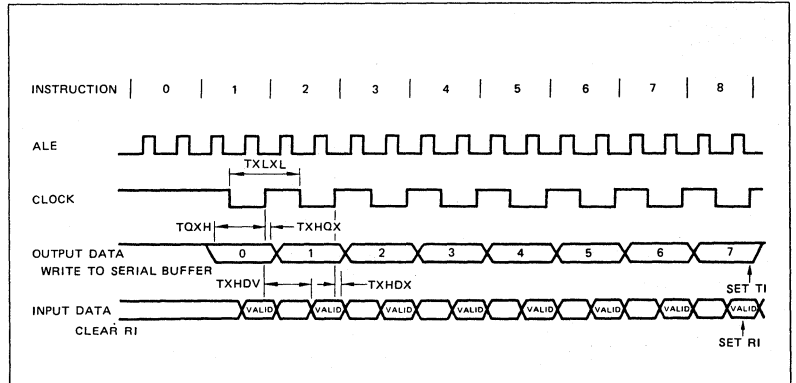 INSTRUCTION | 0 | 1 | 2 | 3 | 4 | 5 | 6 | 7 | 8 |
ALE
TXLXL
CLOCK
TQXH TXHQX
OUTPUT DATA 0 1 2 3 4 5 6 7
WRITE TO SERIAL BUFFER
TXHDV TXHDX SET TI
INPUT DATA VALID VALID VALID VALID VALID VALID VALID VALID
CLEAR RI
SET RI